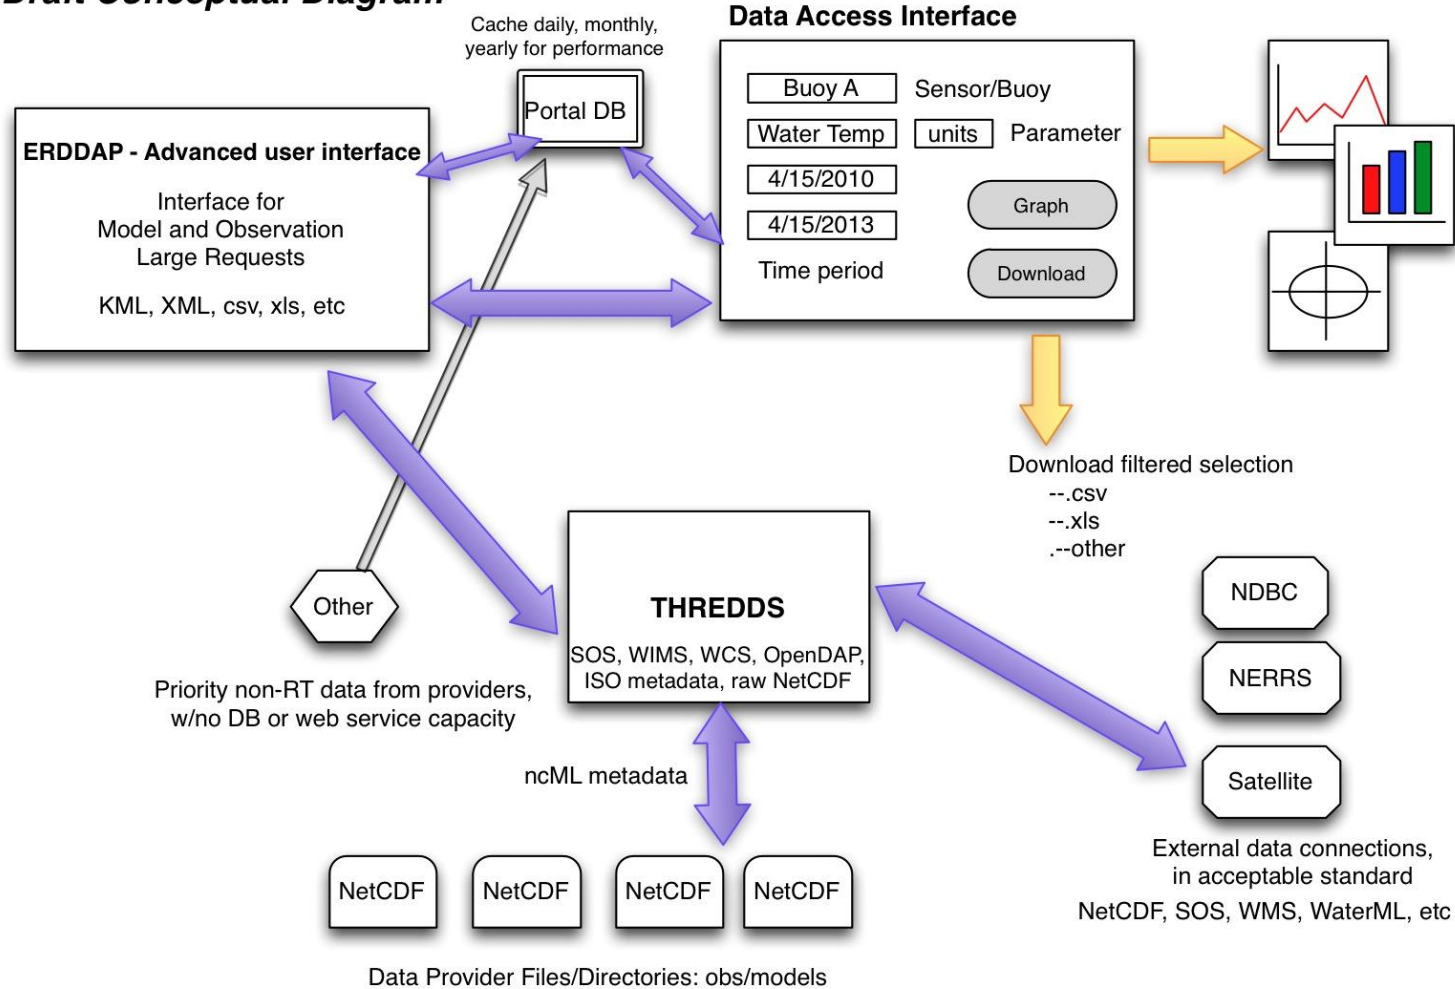 Draft Conceptual Diagram
Cache daily, monthly,
yearly for performance
Portal DB
Data Access Interface
Buoy A
Sensor/Buoy
Water Temp
units
Parameter
4/15/2010
4/15/2013
Time period
Graph
Download
ERDDAP - Advanced user interface
Interface for
Model and Observation
Large Requests
KML, XML, csv, xls, etc
Download filtered selection
--.csv
--.xls
.--other
Other
Priority non-RT data from providers,
w/no DB or web service capacity
THREDDS
SOS, WIMS, WCS, OpenDAP,
ISO metadata, raw NetCDF
NDBC
NERRS
Satellite
External data connections,
in acceptable standard
NetCDF, SOS, WMS, WaterML, etc
ncML metadata
NetCDF
NetCDF
NetCDF
NetCDF
Data Provider Files/Directories: obs/models